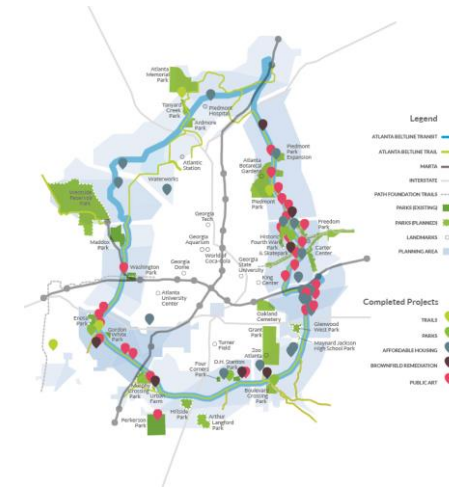 Atlanta
Memorial
Park
Tanyard
Creek
Park
Piedmont
Hospital
Ardmore
Park
Atlantic
Station
Waterworks
Piedmont
Park
Expansion
Atlanta
Botanical
Garden
Piedmont
Park
Westside
Reservoir
Park
Maddox
Park
Georgia
Tech
Georgia
Aquarium
World of
Coca-Cola
Historic
Fourth Ward
Park
& Skatepark
Freedom
Park
Carter
Center
Washington
Park
Georgia
Dome
Georgia
State
University
King
Center
Atlanta
University
Center
Enota
Park
Gordon
White
Park
Oakland
Cemetery
Glenwood
West Park
Grant
Park
Maynard Jackson
High School Park
Turner
Field
Zoo
Atlanta
Four
Corners
Park
D.H. Stanton
Park
Boulevard
Crossing
Park
Murphy
Crossing
Park
Urban
Farm
Hillside
Park
Perkerson
Park
Arthur
Langford
Park
Legend
ATLANTA BELTLINE TRANSIT
ATLANTA BELTLINE TRAIL
MARTA
INTERSTATE
PATH FOUNDATION TRAILS
PARKS (EXISTING)
PARKS (PLANNED)
LANDMARKS
PLANNING AREA
Completed Projects
TRAILS
PARKS
AFFORDABLE HOUSING
BROWNFIELD REMEDIATION
PUBLIC ART